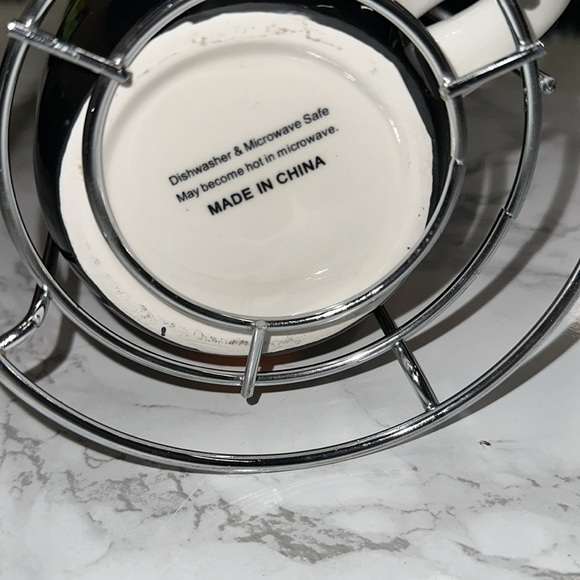 Dishwasher & Microwave Safe
May become hot in microwave.
MADE IN CHINA